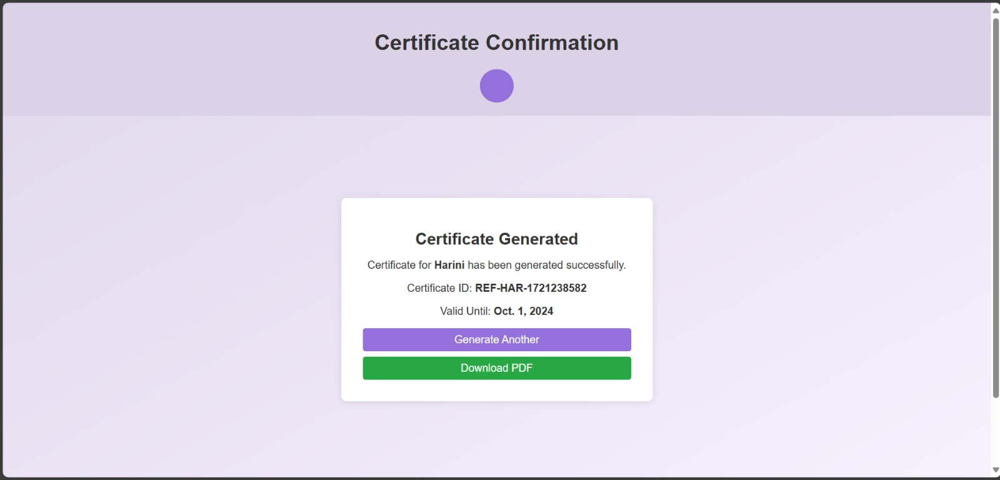 Certificate Confirmation
Certificate Generated
Certificate for Harini has been generated successfully.
Certificate ID: REF-HAR-1721238582
Valid Until: Oct. 1, 2024
Generate Another
Download PDF